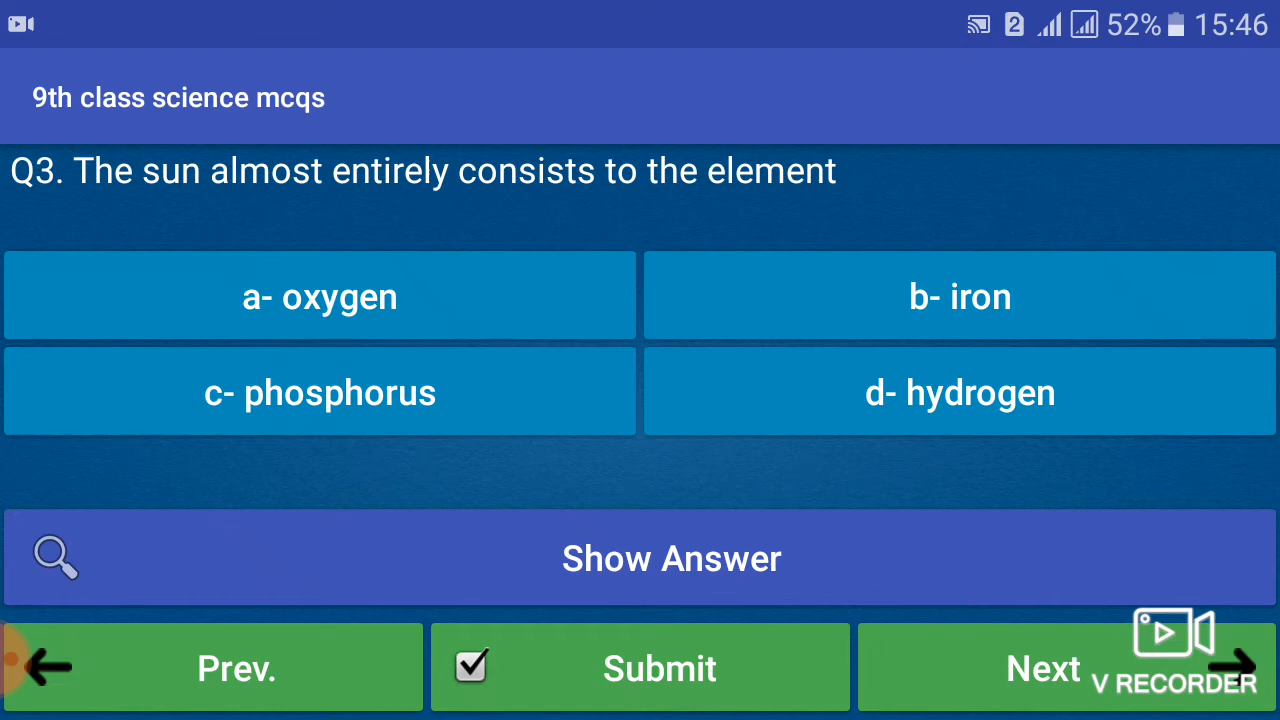 2 52% 15:46
9th class science mcqs
Q3. The sun almost entirely consists to the element
a- oxygen b- iron
c- phosphorus d- hydrogen
Show Answer
Prev. Submit Next
V RECORDER